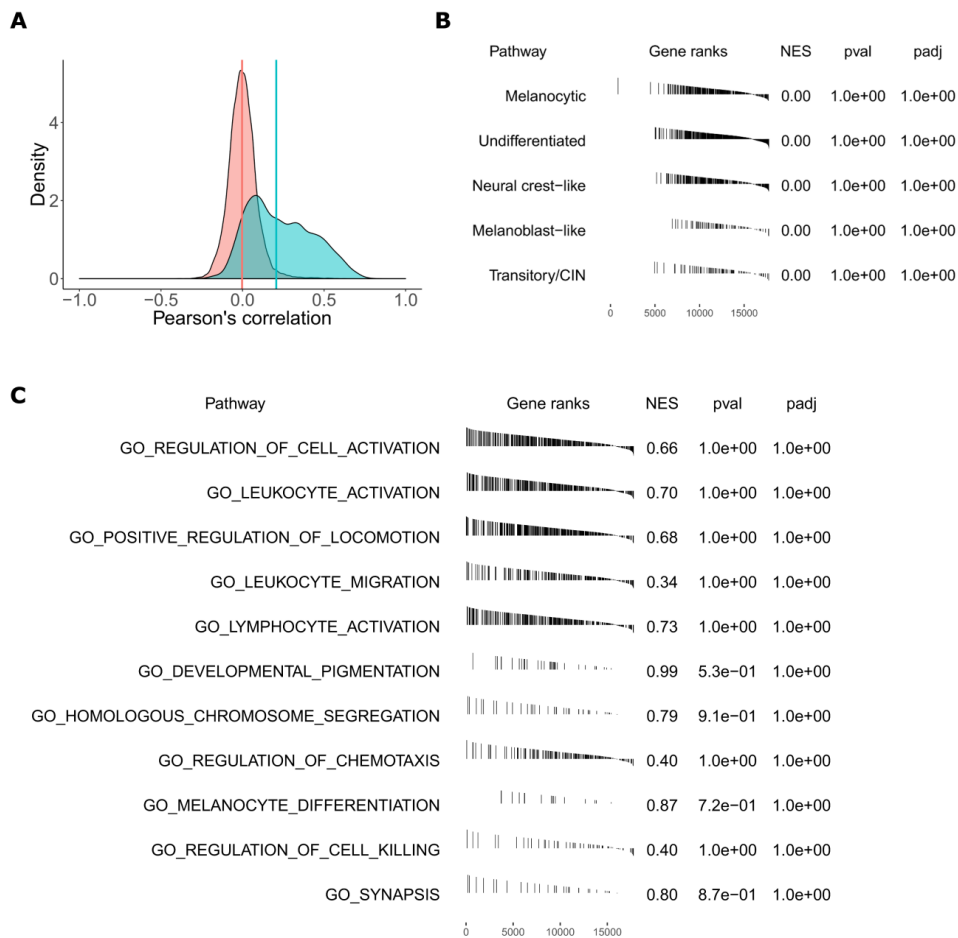 A
Density
4
2
0
−1.0 −0.5 0.0 0.5 1.0
Pearson's correlation
B
Pathway Gene ranks NES pval padj
Melanocytic 0.00 1.0e+00 1.0e+00
Undifferentiated 0.00 1.0e+00 1.0e+00
Neural crest−like 0.00 1.0e+00 1.0e+00
Melanoblast−like 0.00 1.0e+00 1.0e+00
Transitory/CIN 0.00 1.0e+00 1.0e+00
0 5000 10000 15000
C
Pathway Gene ranks NES pval padj
GO_REGULATION_OF_CELL_ACTIVATION 0.66 1.0e+00 1.0e+00
GO_LEUKOCYTE_ACTIVATION 0.70 1.0e+00 1.0e+00
GO_POSITIVE_REGULATION_OF_LOCOMOTION 0.68 1.0e+00 1.0e+00
GO_LEUKOCYTE_MIGRATION 0.34 1.0e+00 1.0e+00
GO_LYMPHOCYTE_ACTIVATION 0.73 1.0e+00 1.0e+00
GO_DEVELOPMENTAL_PIGMENTATION 0.99 5.3e−01 1.0e+00
GO_HOMOLOGOUS_CHROMOSOME_SEGREGATION 0.79 9.1e−01 1.0e+00
GO_REGULATION_OF_CHEMOTAXIS 0.40 1.0e+00 1.0e+00
GO_MELANOCYTE_DIFFERENTIATION 0.87 7.2e−01 1.0e+00
GO_REGULATION_OF_CELL_KILLING 0.40 1.0e+00 1.0e+00
GO_SYNAPSIS 0.80 8.7e−01 1.0e+00
0 5000 10000 15000